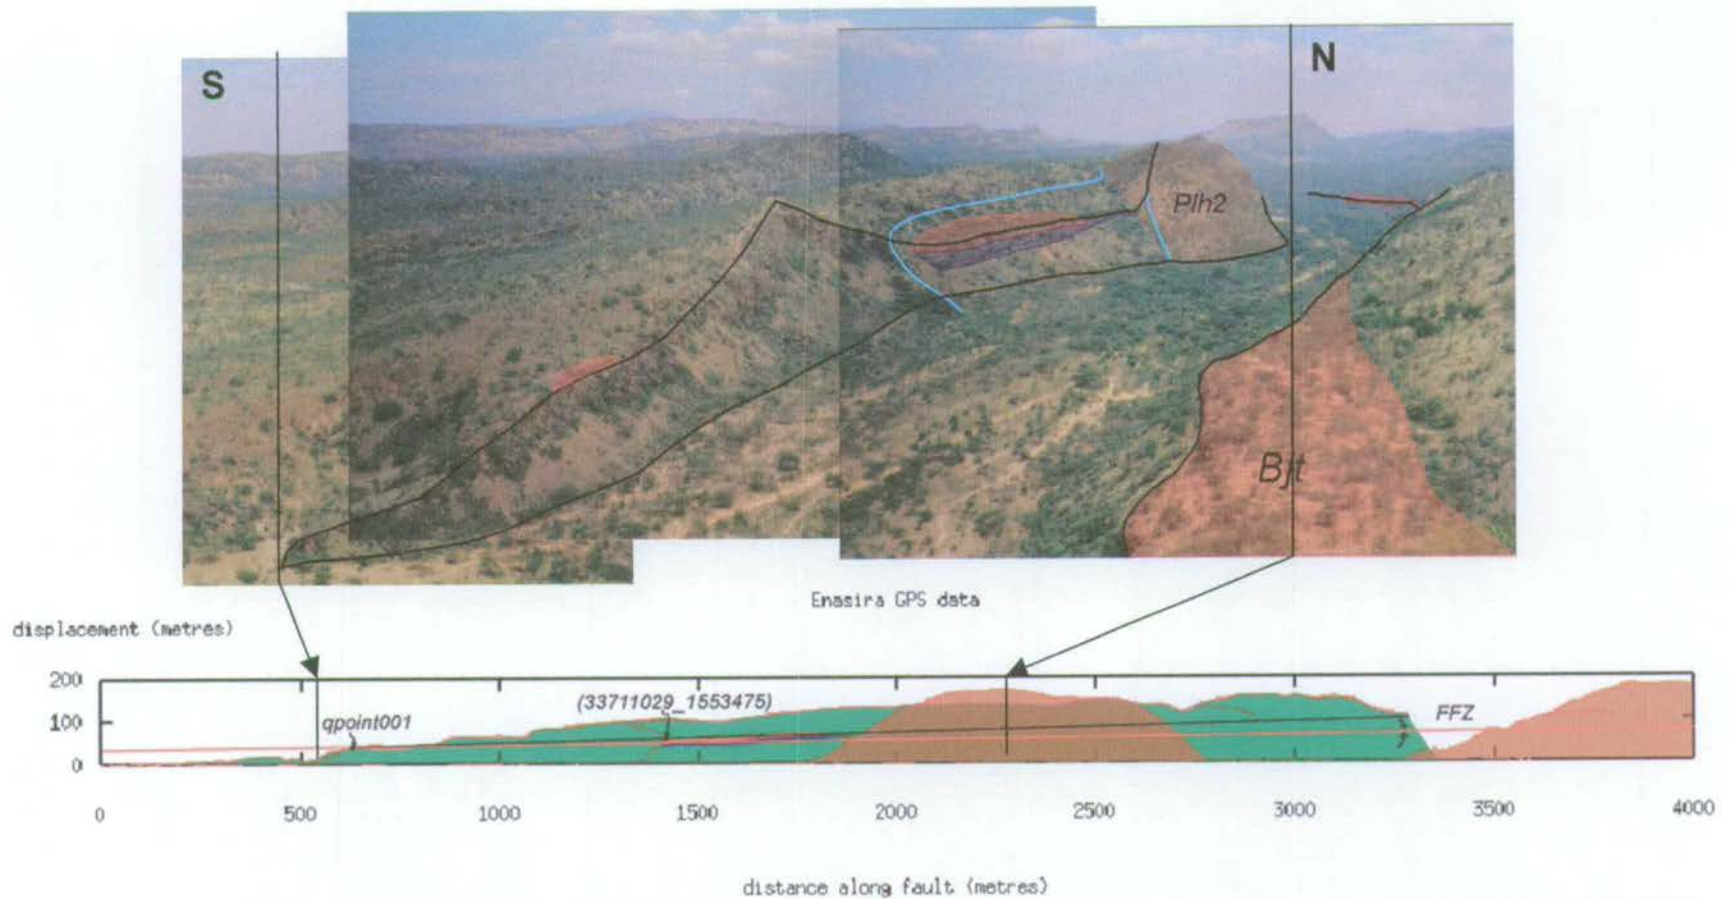 S
N
Plh2
Bjt
Enasira GPS data
displacement (metres)
200
100
0
qpoint001
(33711029_1553475)
FFZ
0 500 1000 1500 2000 2500 3000 3500 4000
distance along fault (metres)